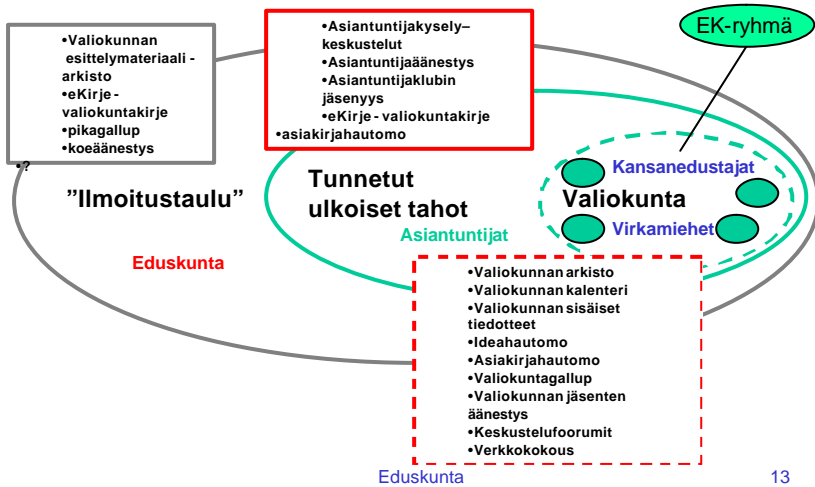 •Valiokunnan
esittelymateriaali -
arkisto
•eKirje -
valiokuntakirje
•pikagallup
•koeäänestys
•?
•Asiantuntijakysely–
keskustelut
•Asiantuntijaäänestys
•Asiantuntijaklubin
jäsenyys
•eKirje - valiokuntakirje
•asiakirjahautomo
EK-ryhmä
”Ilmoitustaulu”
Tunnetut
ulkoiset tahot
Asiantuntijat
Kansanedustajat
Valiokunta
Virkamiehet
Eduskunta
•Valiokunnan arkisto
•Valiokunnan kalenteri
•Valiokunnan sisäiset
tiedotteet
•Ideahautomo
•Asiakirjahautomo
•Valiokuntagallup
•Valiokunnan jäsenten
äänestys
•Keskustelufoorumit
•Verkkokokous
Eduskunta
13